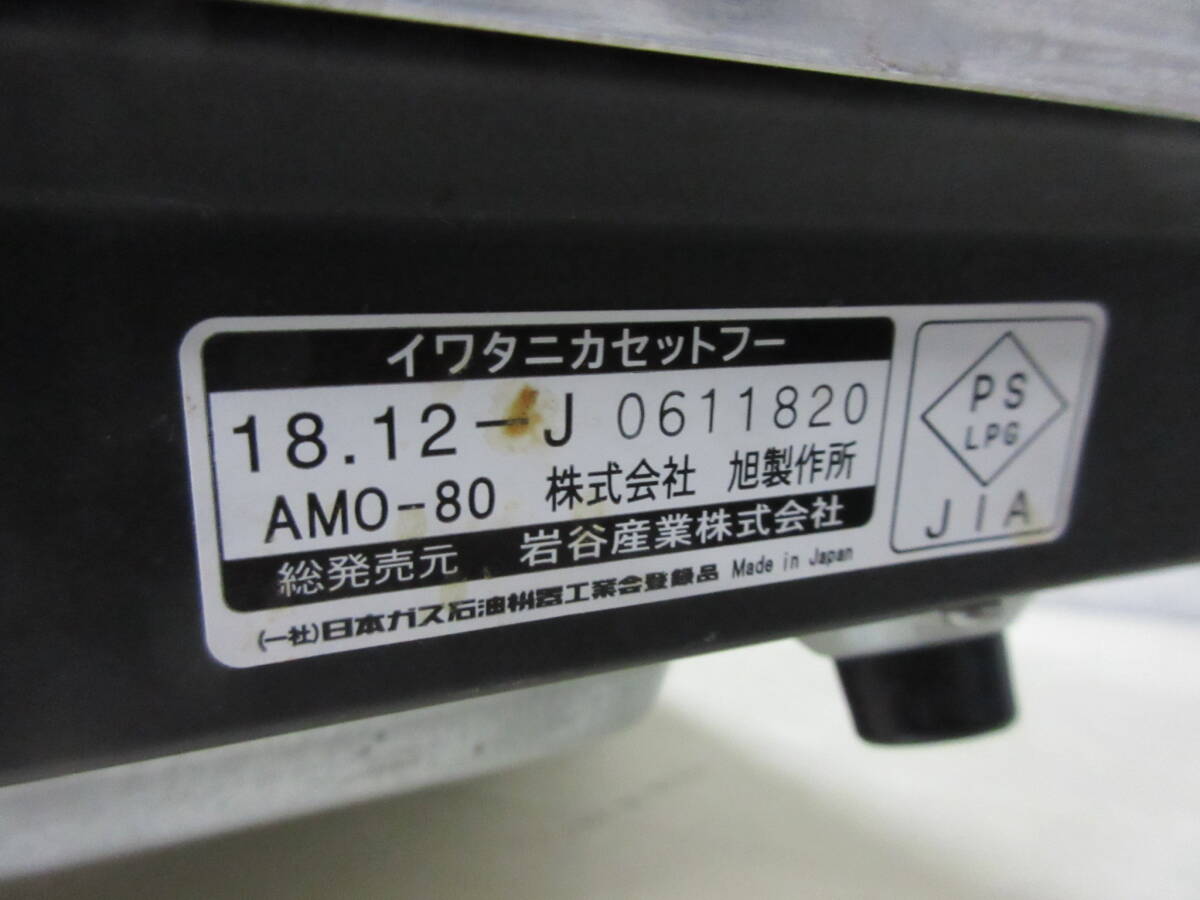 イワタニカセットフー
18.12-J 0611820
AMO-80 株式会社 旭製作所
総発売元 岩谷産業株式会社
(一社)日本ガス石油機器工業会登録品 Made in Japan
PS
LPG
JIA